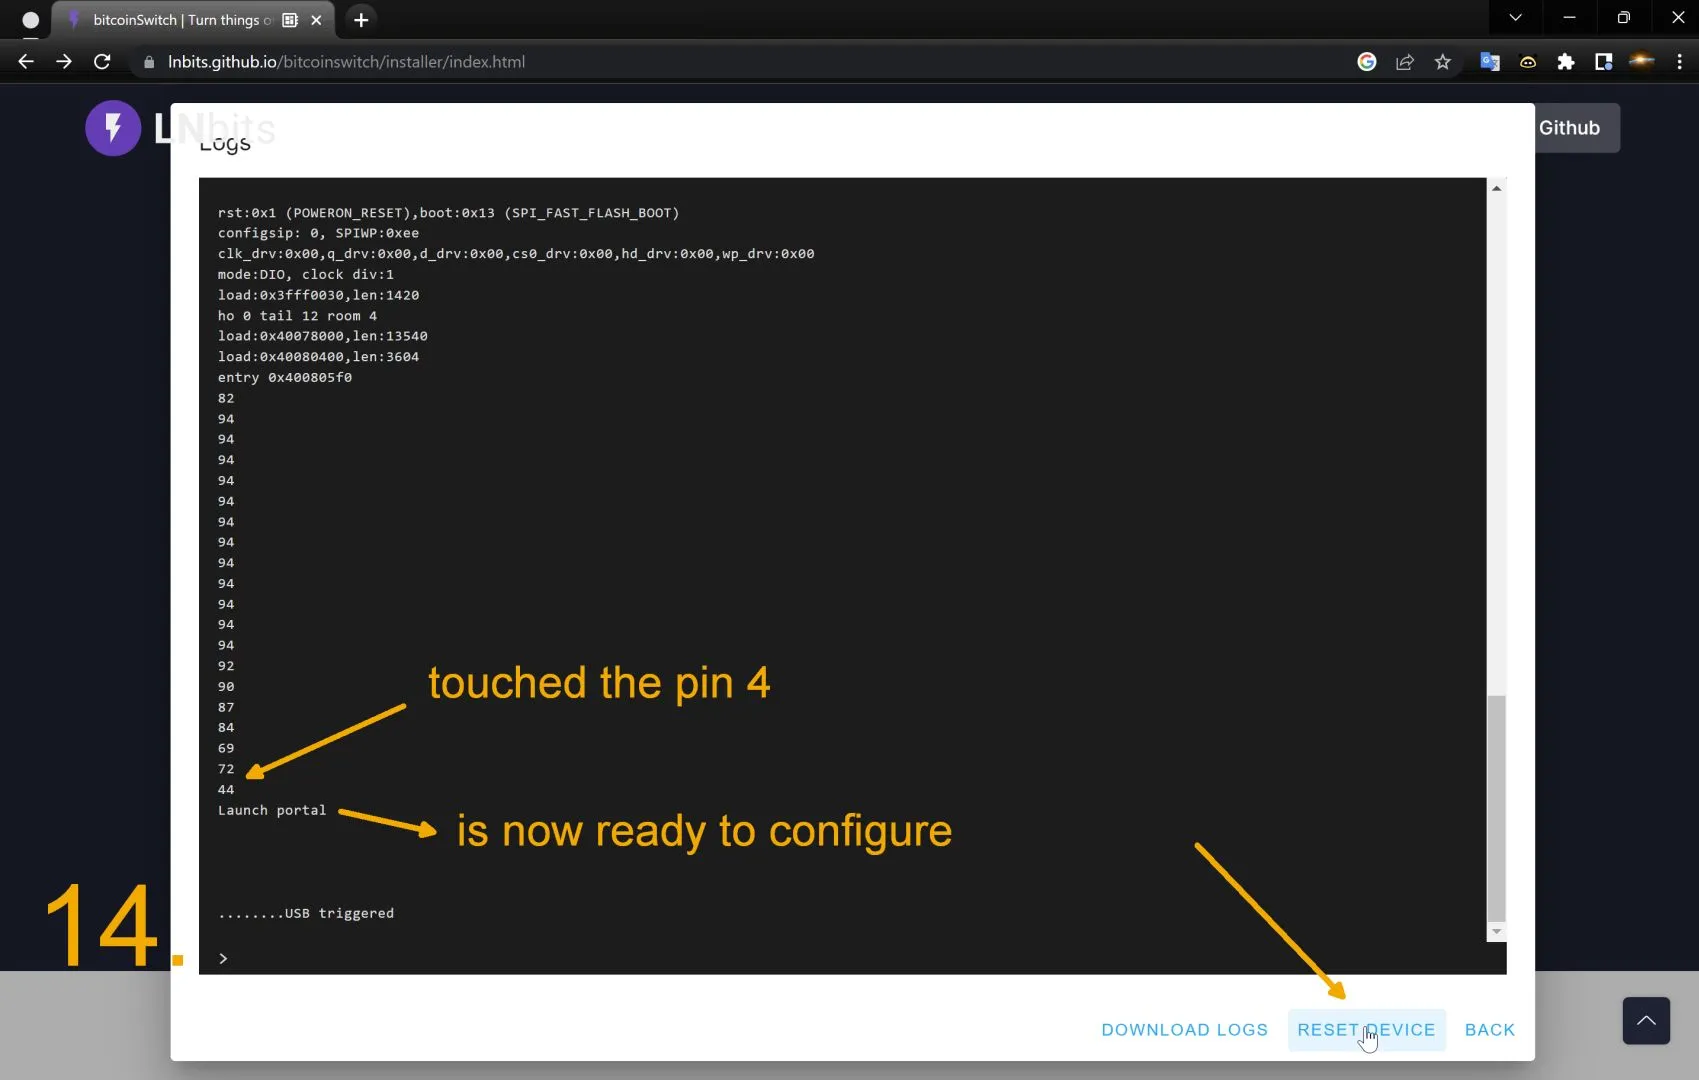 bitcoinSwitch | Turn things o
lnbits.github.io/bitcoinswitch/installer/index.html
LNbits
Github
Logs
rst:0x1 (POWERON_RESET),boot:0x13 (SPI_FAST_FLASH_BOOT)
configsip: 0, SPIWP:0xee
clk_drv:0x00,q_drv:0x00,d_drv:0x00,cs0_drv:0x00,hd_drv:0x00,wp_drv:0x00
mode:DIO, clock div:1
load:0x3fff0030,len:1420
ho 0 tail 12 room 4
load:0x40078000,len:13540
load:0x40080400,len:3604
entry 0x400805f0
82
94
94
94
94
94
94
94
94
94
94
94
94
92
90
87
84
69
72
44
touched the pin 4
Launch portal
is now ready to configure
........USB triggered
>
14.
DOWNLOAD LOGS
RESET DEVICE
BACK